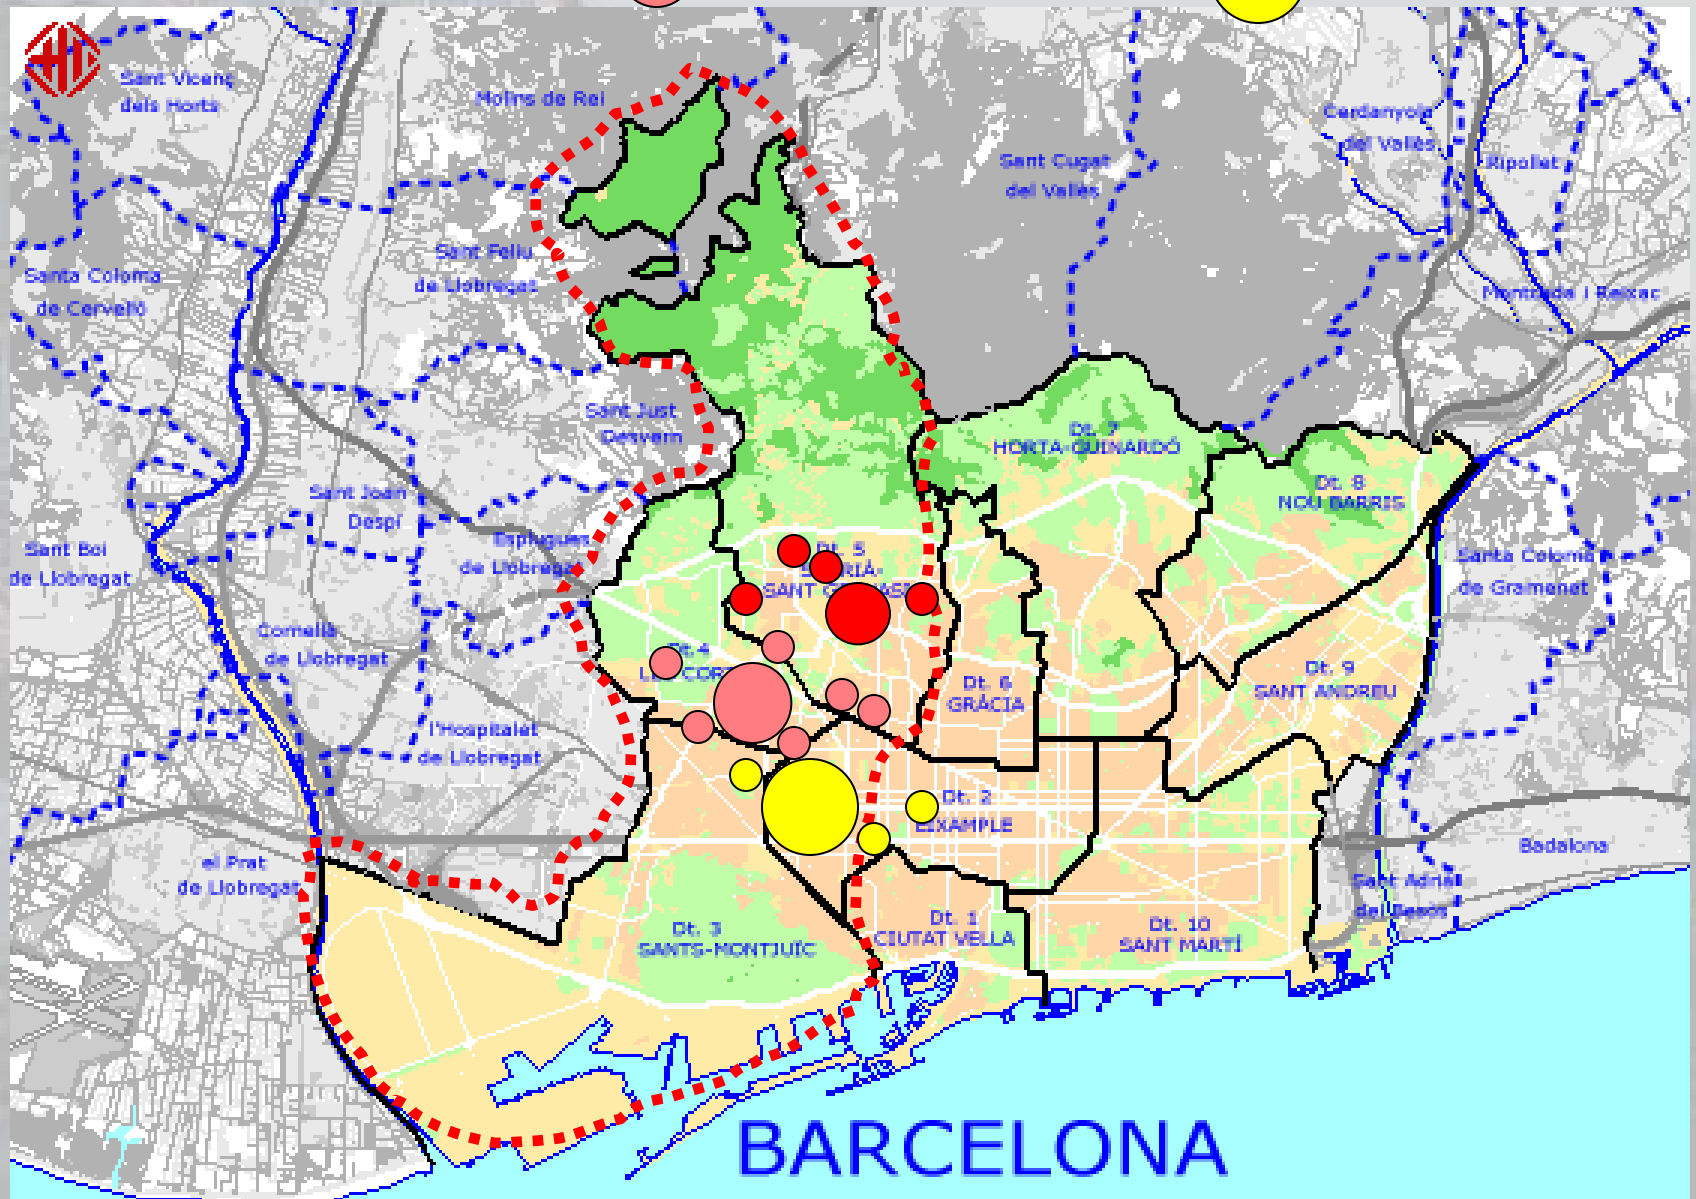 Sant Vicenç
dels Horts
Molins de Rei
Cerdanyola
del Vallès
Ripollet
Sant Cugat
del Vallès
Sant Feliu
de Llobregat
Santa Coloma
de Cervelló
Montcada i Reixac
Sant Just
Desvern
Dt. 7
HORTA-GUINARDÓ
Dt. 8
NOU BARRIS
Sant Joan
Despí
Sant Boi
de Llobregat
Esplugues
de Llobregat
Dt. 5
SANT
Santa Coloma
de Gramenet
Cornellà
de Llobregat
Dt. 4
Dt. 6
GRÀCIA
Dt. 9
SANT ANDREU
l'Hospitalet
de Llobregat
Dt. 2
EIXAMPLE
el Prat
de Llobregat
Badalona
Sant Adrià
del Besòs
Dt. 3
SANTS-MONTJUÏC
Dt. 1
CIUTAT VELLA
Dt. 10
SANT MARTÍ
BARCELONA